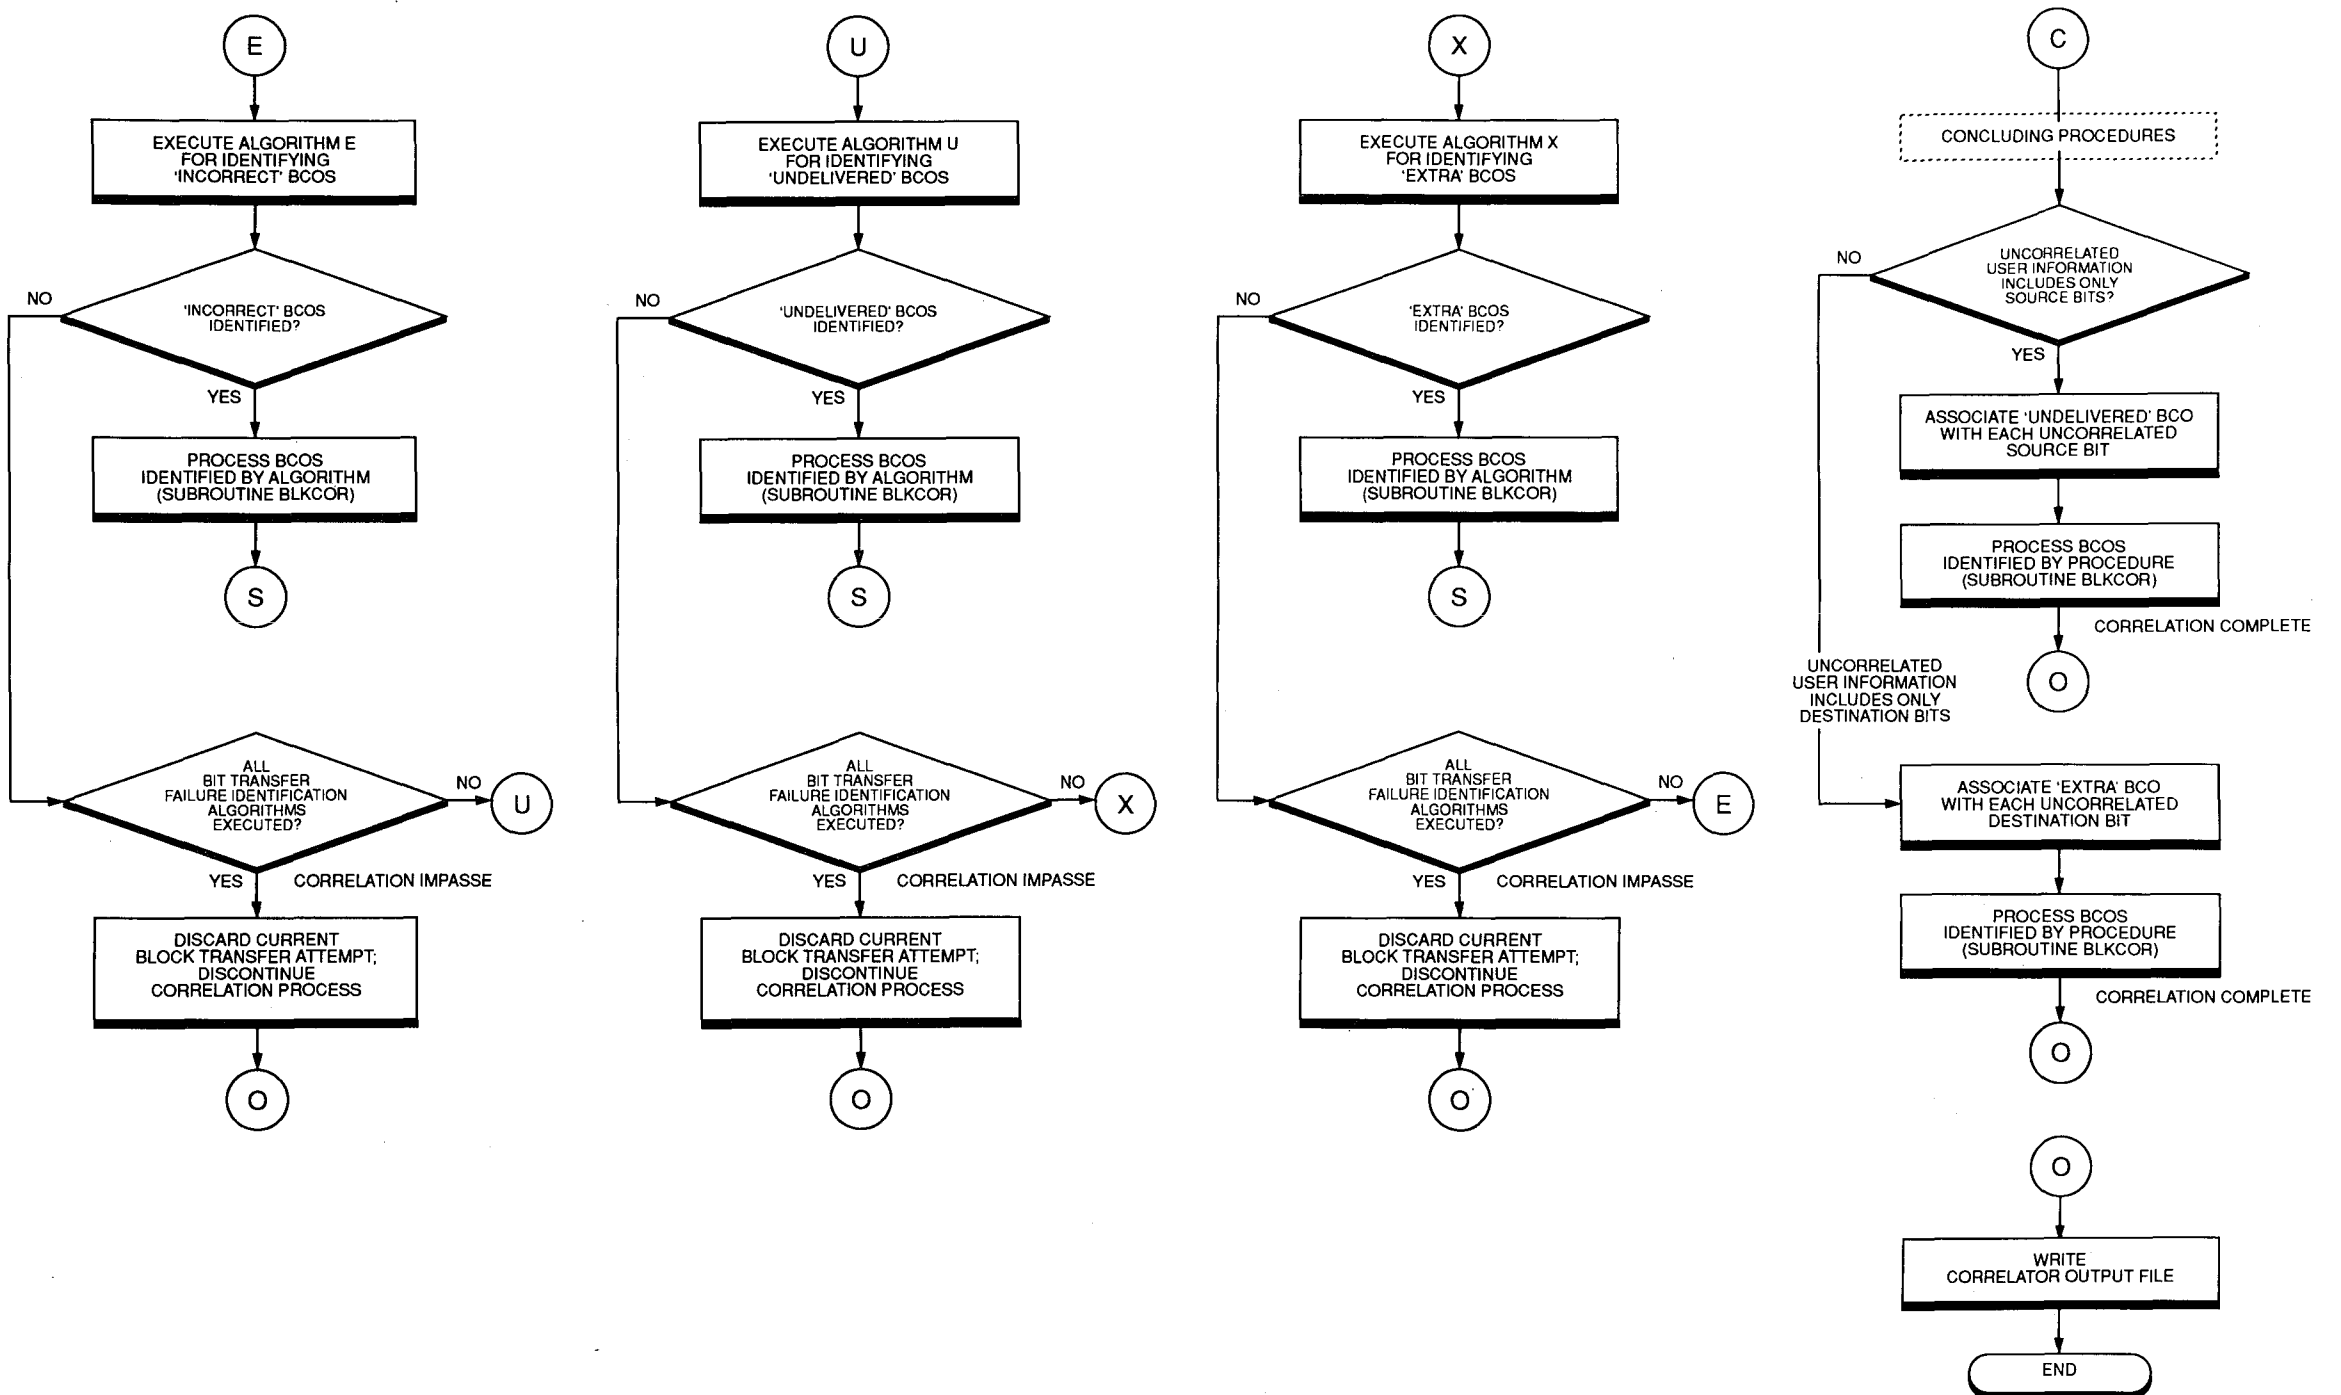 E
EXECUTE ALGORITHM E
FOR IDENTIFYING
'INCORRECT' BCOS
NO
'INCORRECT' BCOS
IDENTIFIED?
YES
PROCESS BCOS
IDENTIFIED BY ALGORITHM
(SUBROUTINE BLKCOR)
S
ALL
BIT TRANSFER
FAILURE IDENTIFICATION
ALGORITHMS
EXECUTED?
NO
U
YES
CORRELATION IMPASSE
DISCARD CURRENT
BLOCK TRANSFER ATTEMPT;
DISCONTINUE
CORRELATION PROCESS
O
U
EXECUTE ALGORITHM U
FOR IDENTIFYING
'UNDELIVERED' BCOS
NO
'UNDELIVERED' BCOS
IDENTIFIED?
YES
PROCESS BCOS
IDENTIFIED BY ALGORITHM
(SUBROUTINE BLKCOR)
S
ALL
BIT TRANSFER
FAILURE IDENTIFICATION
ALGORITHMS
EXECUTED?
NO
X
YES
CORRELATION IMPASSE
DISCARD CURRENT
BLOCK TRANSFER ATTEMPT;
DISCONTINUE
CORRELATION PROCESS
O
X
EXECUTE ALGORITHM X
FOR IDENTIFYING
'EXTRA' BCOS
NO
'EXTRA' BCOS
IDENTIFIED?
YES
PROCESS BCOS
IDENTIFIED BY ALGORITHM
(SUBROUTINE BLKCOR)
S
ALL
BIT TRANSFER
FAILURE IDENTIFICATION
ALGORITHMS
EXECUTED?
NO
E
YES
CORRELATION IMPASSE
DISCARD CURRENT
BLOCK TRANSFER ATTEMPT;
DISCONTINUE
CORRELATION PROCESS
O
C
CONCLUDING PROCEDURES
NO
UNCORRELATED
USER INFORMATION
INCLUDES ONLY
SOURCE BITS?
YES
ASSOCIATE 'UNDELIVERED' BCO
WITH EACH UNCORRELATED
SOURCE BIT
PROCESS BCOS
IDENTIFIED BY PROCEDURE
(SUBROUTINE BLKCOR)
CORRELATION COMPLETE
O
UNCORRELATED
USER INFORMATION
INCLUDES ONLY
DESTINATION BITS
ASSOCIATE 'EXTRA' BCO
WITH EACH UNCORRELATED
DESTINATION BIT
PROCESS BCOS
IDENTIFIED BY PROCEDURE
(SUBROUTINE BLKCOR)
CORRELATION COMPLETE
O
O
WRITE
CORRELATOR OUTPUT FILE
END